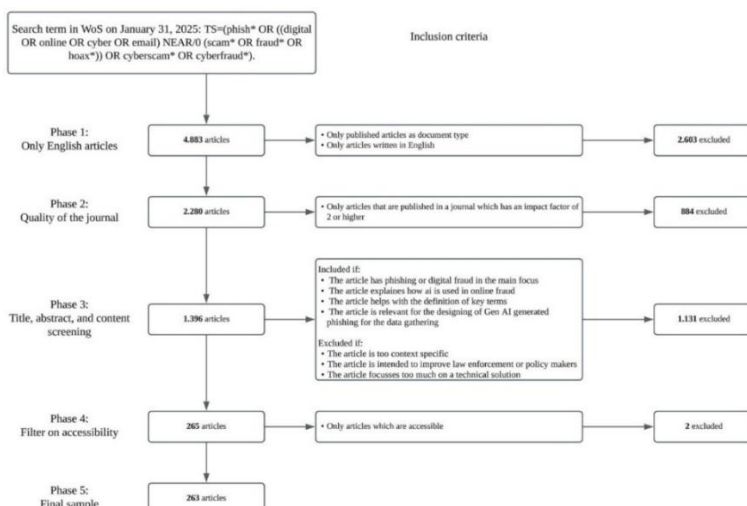 Search term in WoS on January 31, 2025: TS=(phish* OR ((digital
OR online OR cyber OR email) NEAR/0 (scam* OR fraud* OR
hoax*)) OR cyberscam* OR cyberfraud*).
Inclusion criteria
Phase 1:
Only English articles
4.883 articles
• Only published articles as document type
• Only articles written in English
2.603 excluded
Phase 2:
Quality of the journal
2.280 articles
• Only articles that are published in a journal which has an impact factor of
2 or higher
884 excluded
Phase 3:
Title, abstract, and content
screening
1.396 articles
Included if:
• The article has phishing or digital fraud in the main focus
• The article explaines how ai is used in online fraud
• The article helps with the definition of key terms
• The article is relevant for the designing of Gen AI generated
phishing for the data gathering
Excluded if:
• The article is too context specific
• The article is intended to improve law enforcement or policy makers
• The article focusses too much on a technical solution
1.131 excluded
Phase 4:
Filter on accessibility
265 articles
• Only articles which are accessible
2 excluded
Phase 5:
Final sample
263 articles